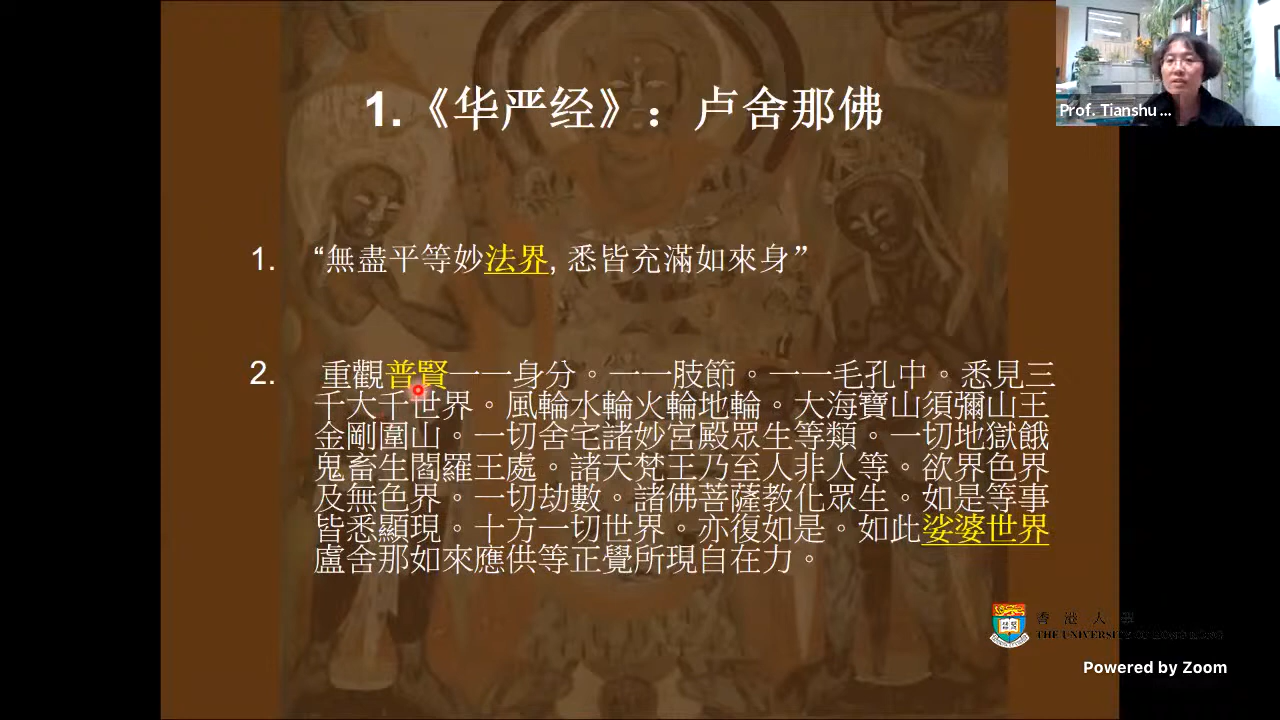 1.《华严经》：卢舍那佛
Prof. Tianshu ...
1. “無盡平等妙法界, 悉皆充滿如來身”
2. 重觀普賢一一身分。一一肢節。一一毛孔中。悉見三
千大千世界。風輪水輪火輪地輪。大海寶山須彌山王
金剛圍山。一切舍宅諸妙宮殿眾生等類。一切地獄餓
鬼畜生閻羅王處。諸天梵王乃至人非人等。欲界色界
及無色界。一切劫數。諸佛菩薩教化眾生。如是等事
皆悉顯現。十方一切世界。亦復如是。如此娑婆世界
盧舍那如來應供等正覺所現自在力。
香港大學
THE UNIVERSITY OF HONG KONG
Powered by Zoom